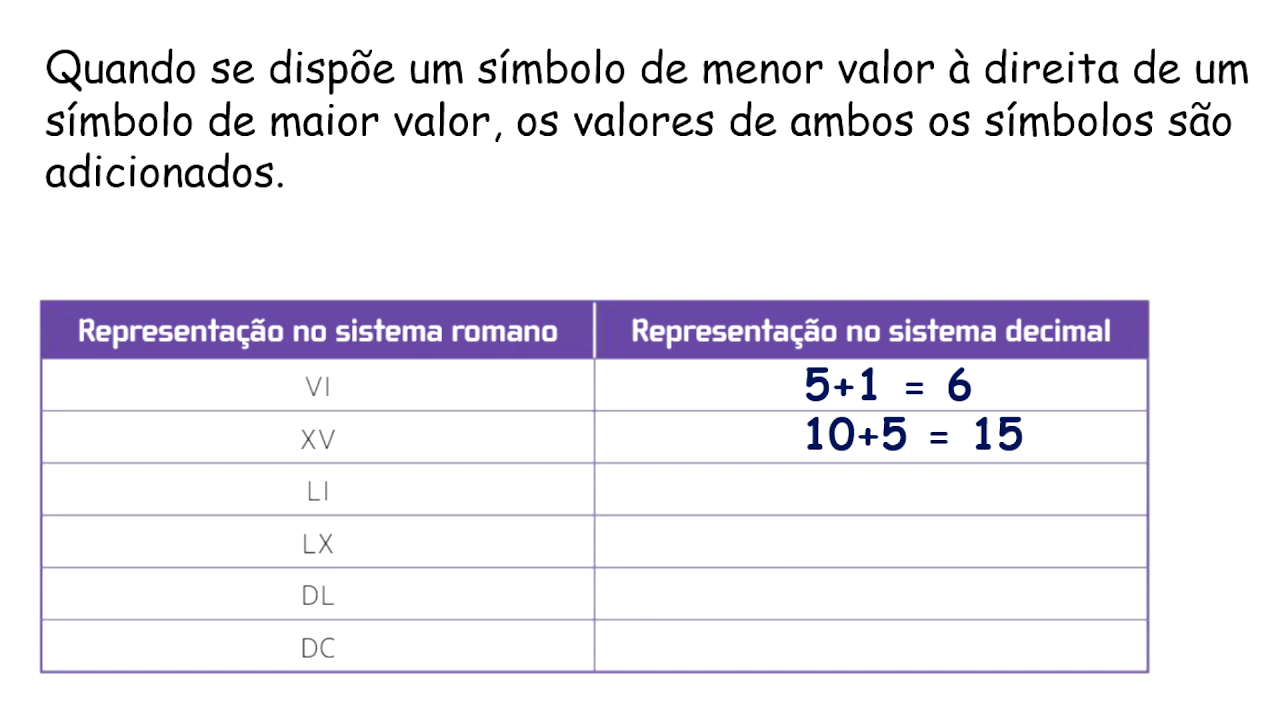 Quando se dispõe um símbolo de menor valor à direita de um
símbolo de maior valor, os valores de ambos os símbolos são
adicionados.
Representação no sistema romano Representação no sistema decimal
VI 5+1 = 6
XV 10+5 = 15
LI
LX
DL
DC